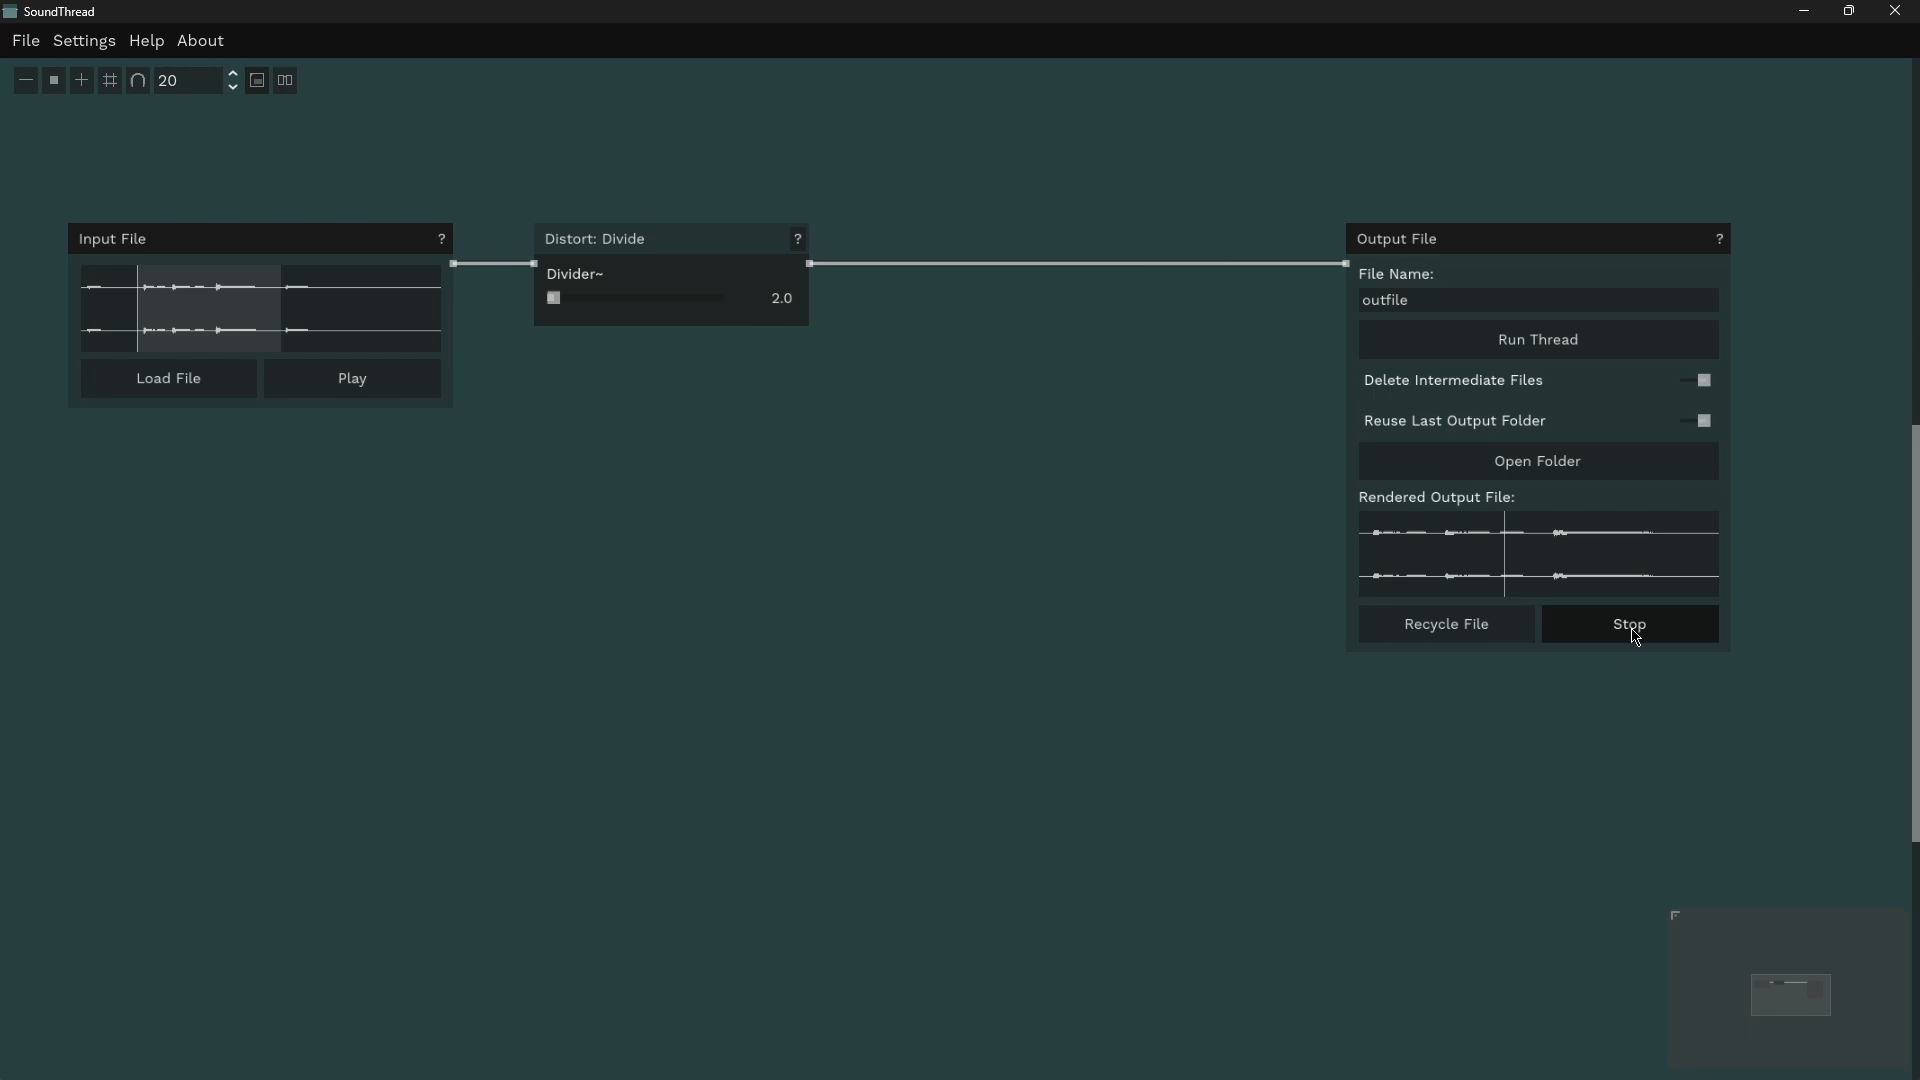 SoundThread
File Settings Help About
20
Input File ?
Load File Play
Distort: Divide ?
Divider~
2.0
Output File ?
File Name:
outfile
Run Thread
Delete Intermediate Files
Reuse Last Output Folder
Open Folder
Rendered Output File:
Recycle File Stop